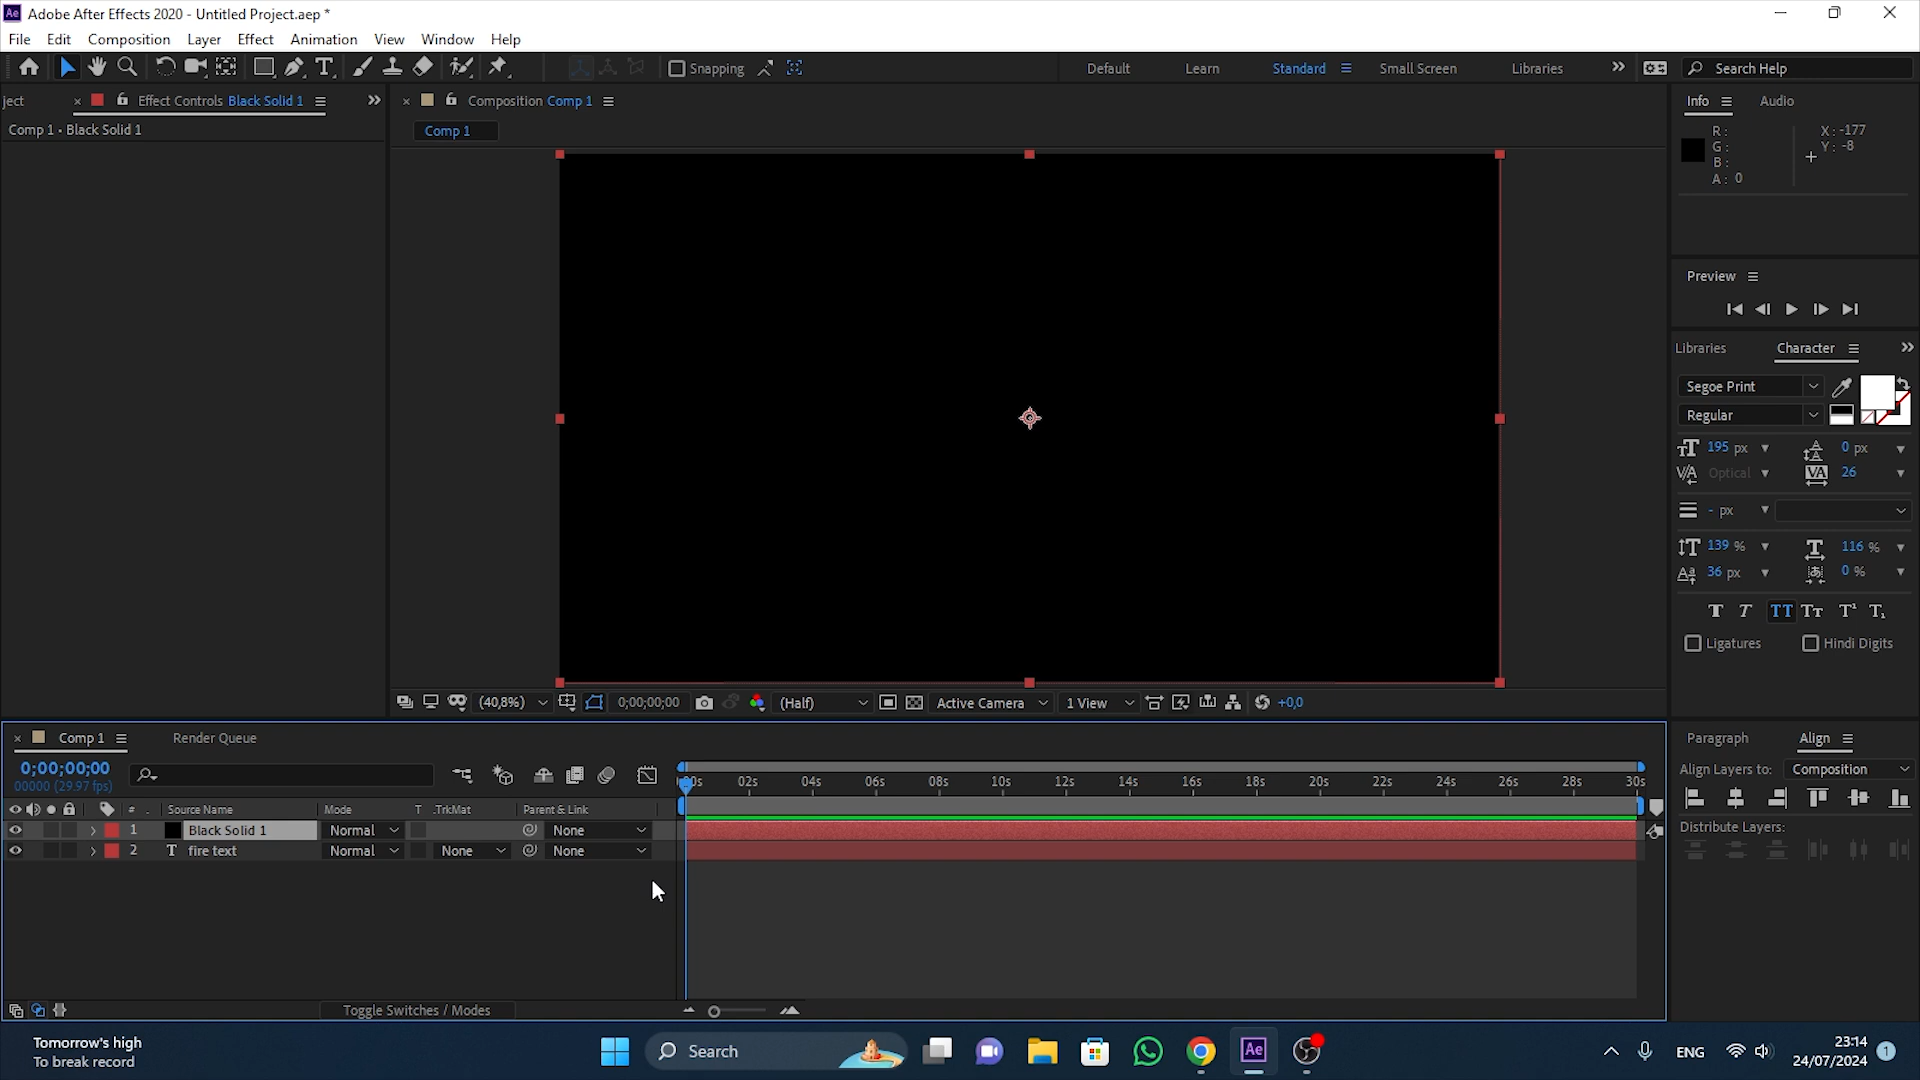 Ae Adobe After Effects 2020 - Untitled Project.aep *
File Edit Composition Layer Effect Animation View Window Help
Snapping Default Learn Standard Small Screen Libraries Search Help
ject Effect Controls Black Solid 1 Composition Comp 1 Info Audio
Comp 1 • Black Solid 1 Comp 1
R: X: -177
G: Y: -8
B:
A: 0
Preview
Libraries Character
Segoe Print
Regular
195 px 0 px
Optical 26
- px
139 % 116 %
36 px 0 %
T T TT Tt T¹ T₁
Ligatures Hindi Digits
(40,8%) 0;00;00;00 (Half) Active Camera 1 View +0,0
Comp 1 Render Queue Paragraph Align
0;00;00;00 Align Layers to: Composition
00000 (29.97 fps) 02s 04s 06s 08s 10s 12s 14s 16s 18s 20s 22s 24s 26s 28s 30s
# Source Name Mode T .TrkMat Parent & Link
1 Black Solid 1 Normal None
2 T fire text Normal None None
Distribute Layers:
Toggle Switches / Modes
Tomorrow's high
To break record
Search Ae ENG
23:14
24/07/2024 1